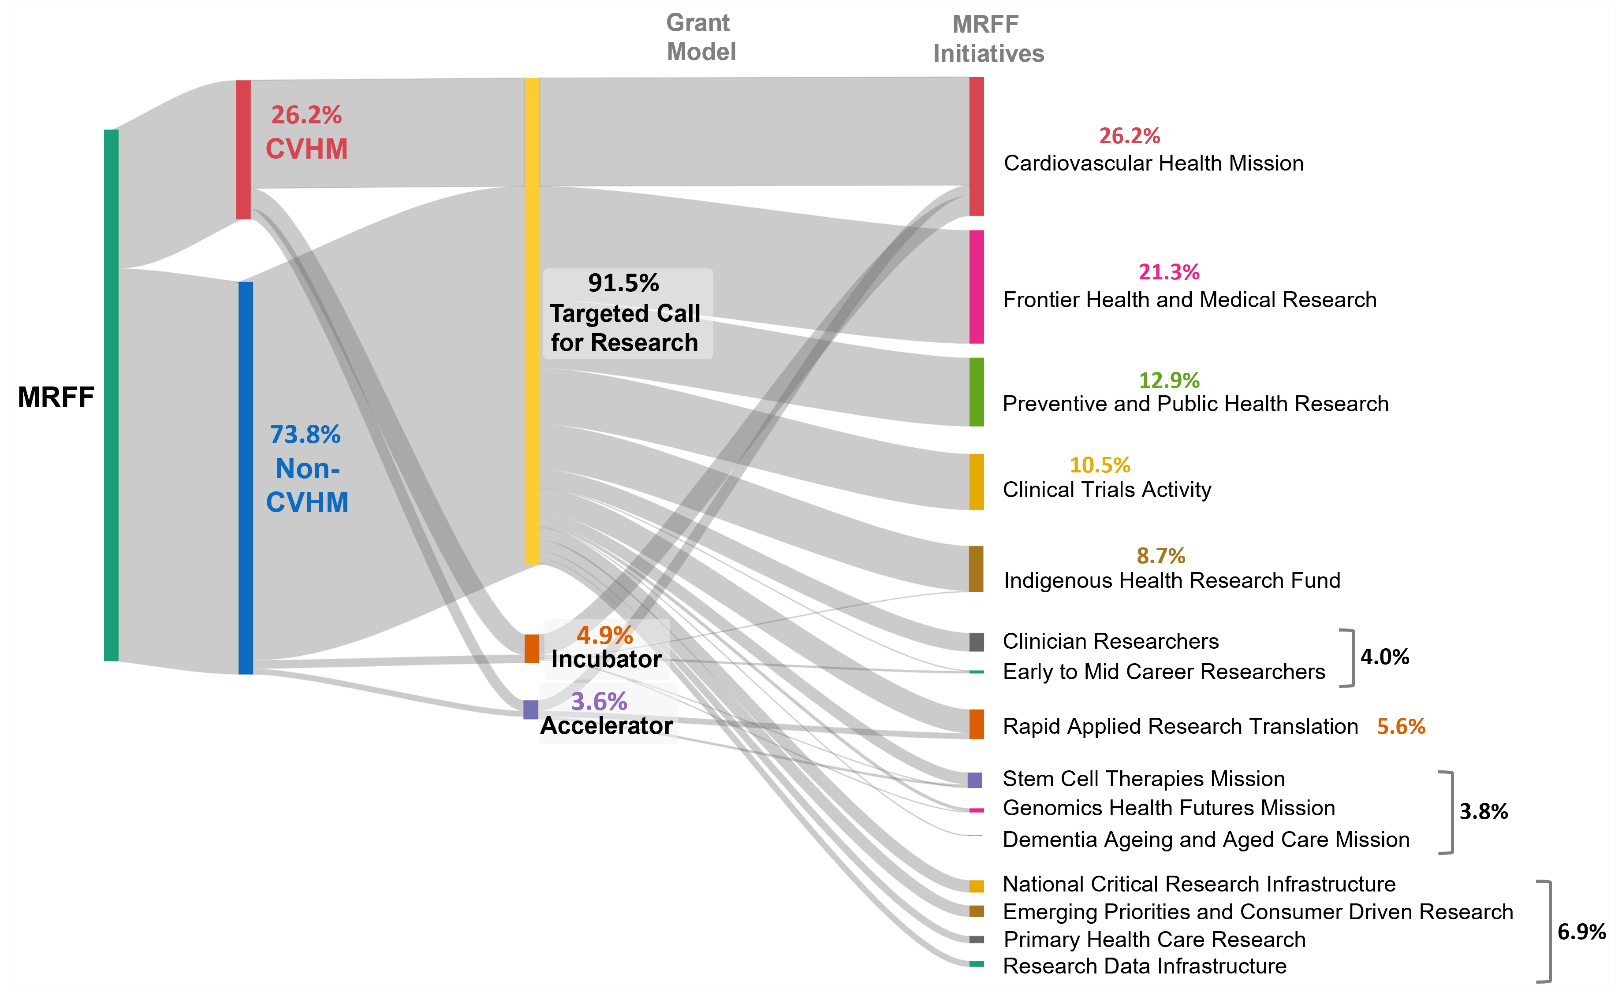 Grant
Model
MRFF
Initiatives
MRFF
26.2%
CVHM
73.8%
Non-
CVHM
91.5%
Targeted Call
for Research
4.9%
Incubator
3.6%
Accelerator
26.2%
Cardiovascular Health Mission
21.3%
Frontier Health and Medical Research
12.9%
Preventive and Public Health Research
10.5%
Clinical Trials Activity
8.7%
Indigenous Health Research Fund
Clinician Researchers
Early to Mid Career Researchers
4.0%
Rapid Applied Research Translation 5.6%
Stem Cell Therapies Mission
Genomics Health Futures Mission
Dementia Ageing and Aged Care Mission
3.8%
National Critical Research Infrastructure
Emerging Priorities and Consumer Driven Research
Primary Health Care Research
Research Data Infrastructure
6.9%